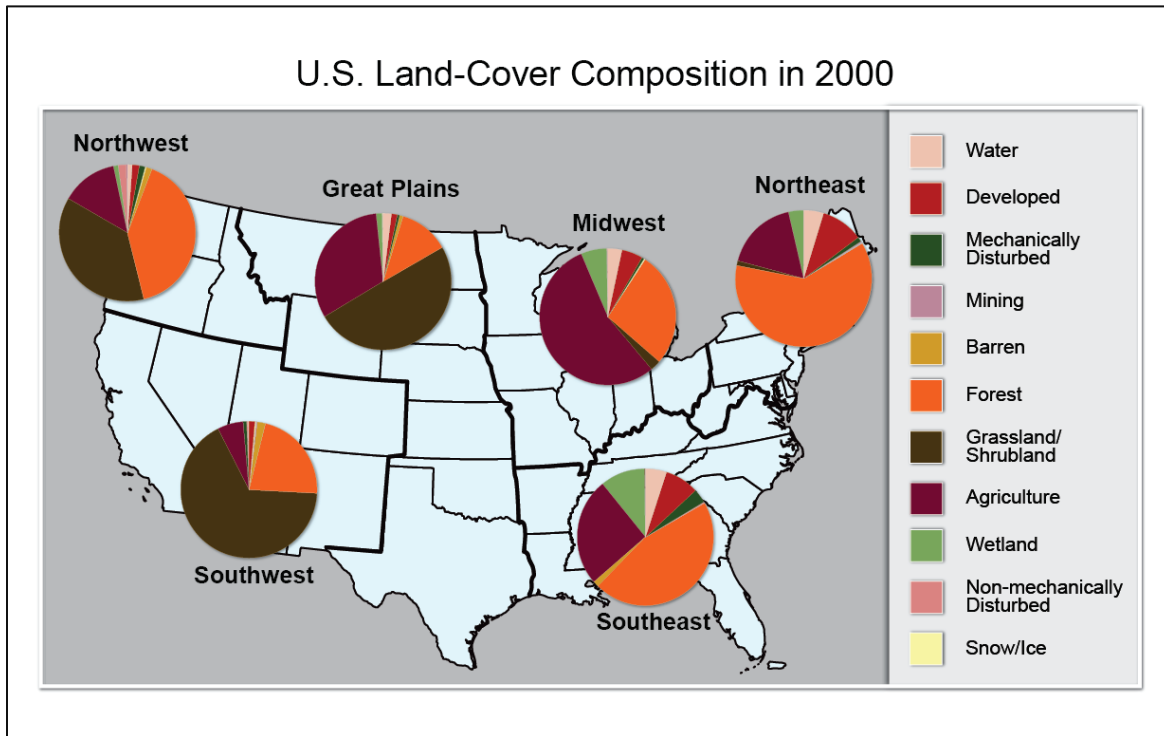 U.S. Land-Cover Composition in 2000
Northwest
Great Plains
Midwest
Northeast
Southwest
Southeast
Water
Developed
Mechanically
Disturbed
Mining
Barren
Forest
Grassland/
Shrubland
Agriculture
Wetland
Non-mechanically
Disturbed
Snow/Ice